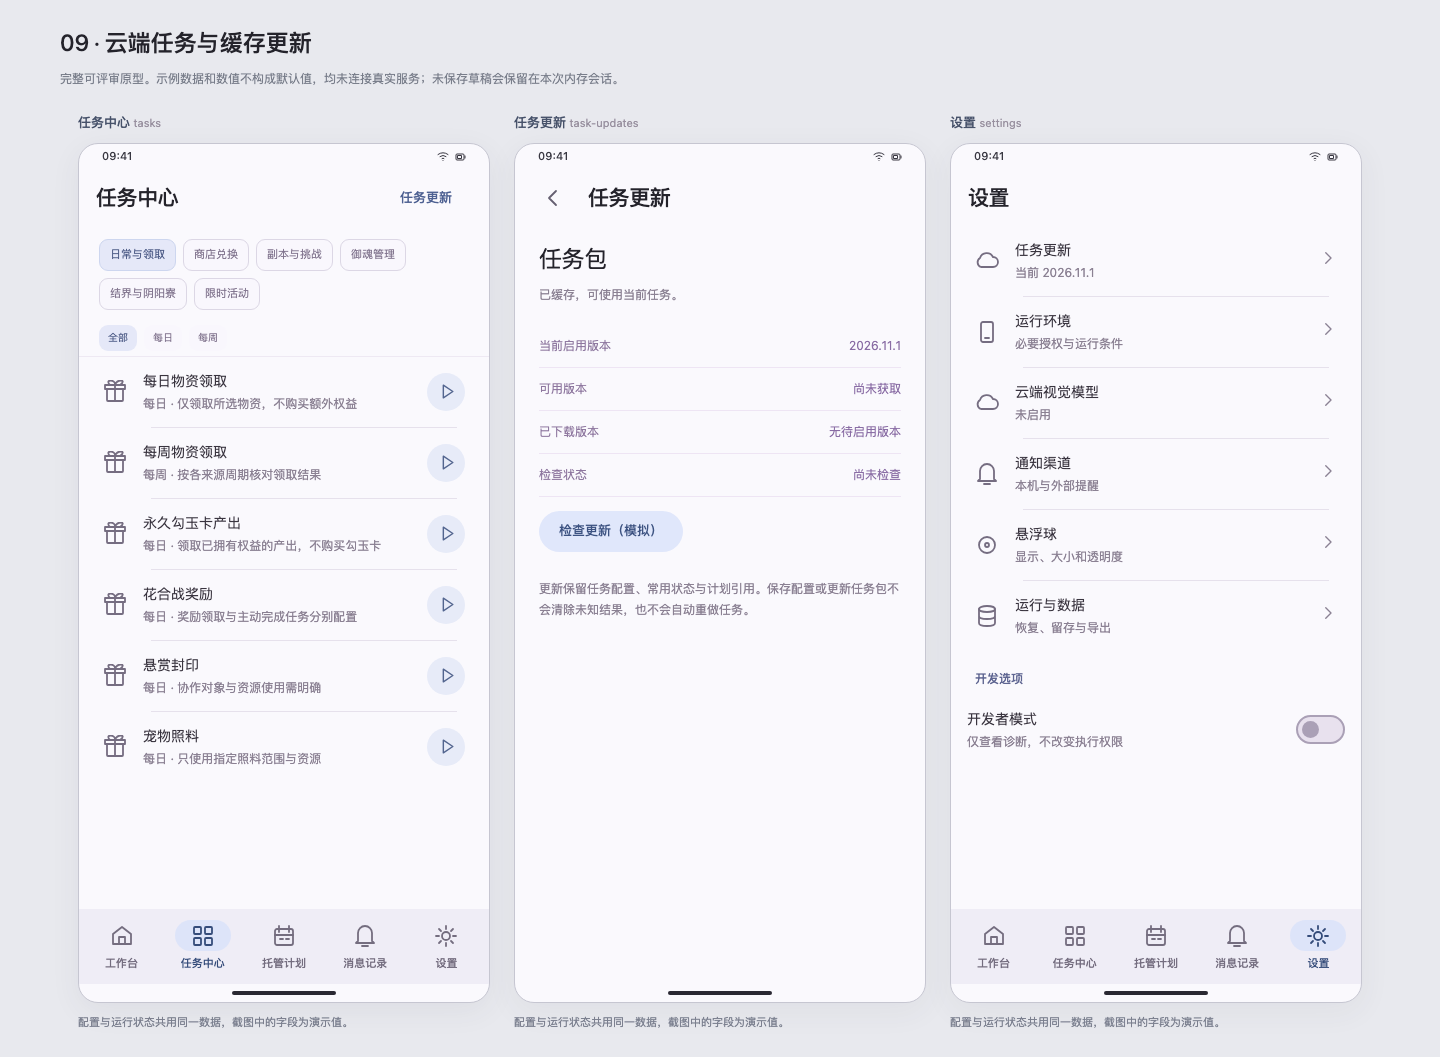 09 · 云端任务与缓存更新
完整可评审原型。示例数据和数值不构成默认值，均未连接真实服务；未保存草稿会保留在本次内存会话。
任务中心 tasks
09:41
任务中心
任务更新
日常与领取
商店兑换
副本与挑战
御魂管理
结界与阴阳寮
限时活动
全部
每日
每周
每日物资领取
每日 · 仅领取所选物资，不购买额外权益
每周物资领取
每周 · 按各来源周期核对领取结果
永久勾玉卡产出
每日 · 领取已拥有权益的产出，不购买勾玉卡
花合战奖励
每日 · 奖励领取与主动完成任务分别配置
悬赏封印
每日 · 协作对象与资源使用需明确
宠物照料
每日 · 只使用指定照料范围与资源
工作台
任务中心
托管计划
消息记录
设置
配置与运行状态共用同一数据，截图中的字段为演示值。
任务更新 task-updates
09:41
任务更新
任务包
已缓存，可使用当前任务。
当前启用版本
2026.11.1
可用版本
尚未获取
已下载版本
无待启用版本
检查状态
尚未检查
检查更新（模拟）
更新保留任务配置、常用状态与计划引用。保存配置或更新任务包不
会清除未知结果，也不会自动重做任务。
配置与运行状态共用同一数据，截图中的字段为演示值。
设置 settings
09:41
设置
任务更新
当前 2026.11.1
运行环境
必要授权与运行条件
云端视觉模型
未启用
通知渠道
本机与外部提醒
悬浮球
显示、大小和透明度
运行与数据
恢复、留存与导出
开发选项
开发者模式
仅查看诊断，不改变执行权限
工作台
任务中心
托管计划
消息记录
设置
配置与运行状态共用同一数据，截图中的字段为演示值。